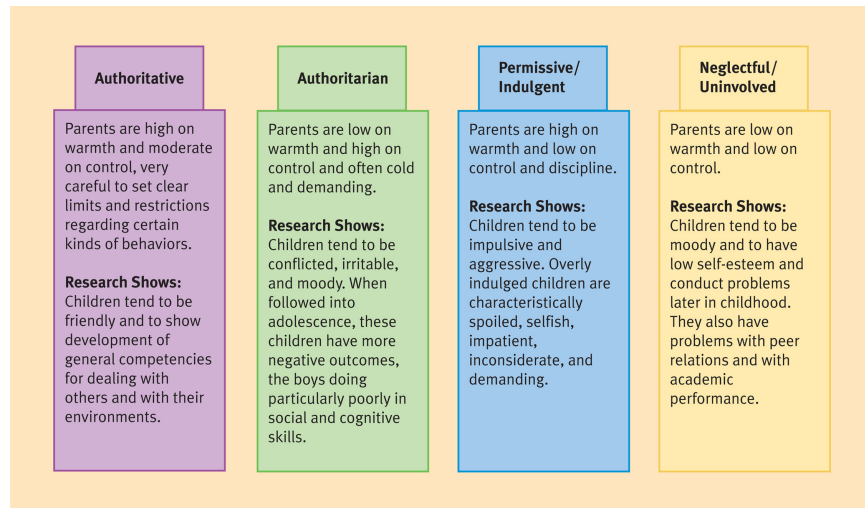 Authoritative
Parents are high on
warmth and moderate
on control, very
careful to set clear
limits and restrictions
regarding certain
kinds of behaviors.
Research Shows:
Children tend to be
friendly and to show
development of
general competencies
for dealing with
others and with their
environments.
Authoritarian
Parents are low on
warmth and high on
control and often cold
and demanding.
Research Shows:
Children tend to be
conflicted, irritable,
and moody. When
followed into
adolescence, these
children have more
negative outcomes,
the boys doing
particularly poorly in
social and cognitive
skills.
Permissive/
Indulgent
Parents are high on
warmth and low on
control and discipline.
Research Shows:
Children tend to be
impulsive and
aggressive. Overly
indulged children are
characteristically
spoiled, selfish,
impatient,
inconsiderate, and
demanding.
Neglectful/
Uninvolved
Parents are low on
warmth and low on
control.
Research Shows:
Children tend to be
moody and to have
low self-esteem and
conduct problems
later in childhood.
They also have
problems with peer
relations and with
academic
performance.